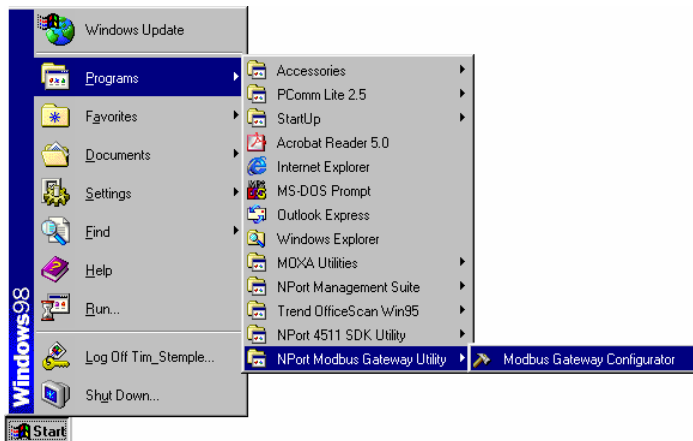 Windows Update
Programs
Favorites
Documents
Settings
Find
Help
Run...
Log Off Tim_Stemple...
Shut Down...
Windows98
Start
Accessories
PComm Lite 2.5
StartUp
Acrobat Reader 5.0
Internet Explorer
MS-DOS Prompt
Outlook Express
Windows Explorer
MOXA Utilities
NPort Management Suite
Trend OfficeScan Win95
NPort 4511 SDK Utility
NPort Modbus Gateway Utility
Modbus Gateway Configurator